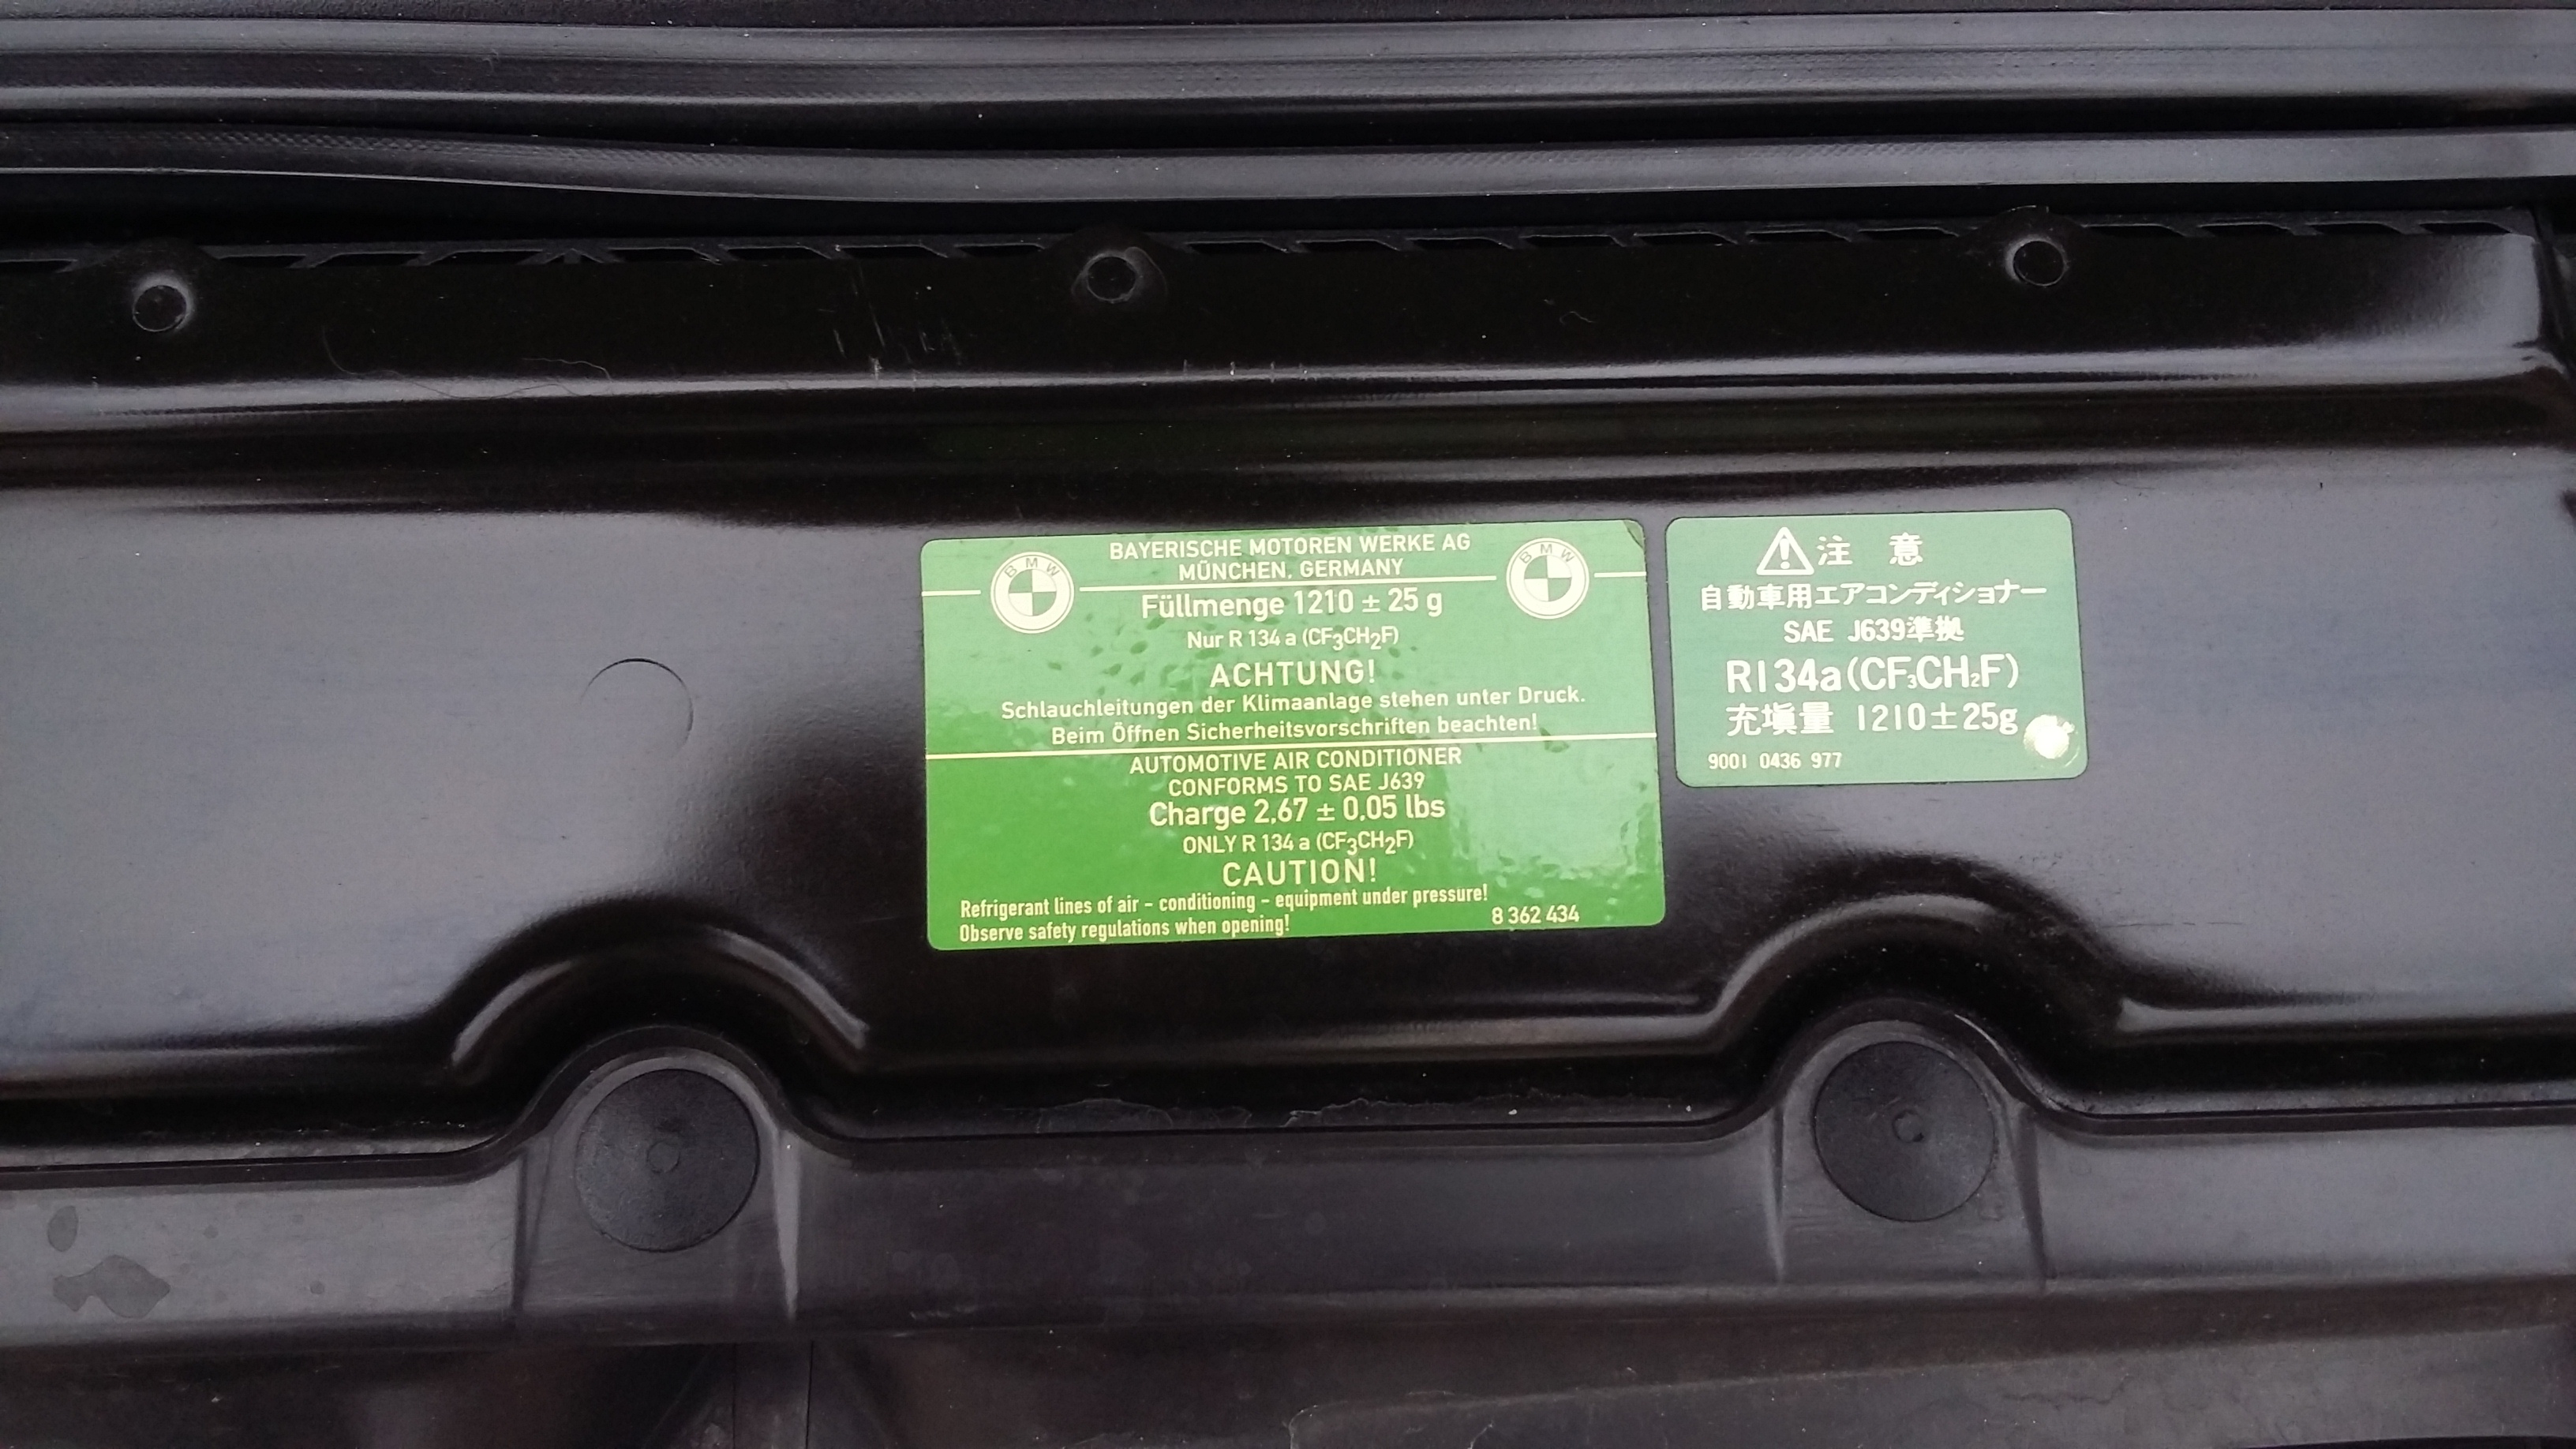 BAYERISCHE MOTOREN WERKE AG
MÜNCHEN, GERMANY
BMW
BMW
Füllmenge 1210 ± 25 g
Nur R 134 a (CF₃CH₂F)
ACHTUNG!
Schlauchleitungen der Klimaanlage stehen unter Druck.
Beim Öffnen Sicherheitsvorschriften beachten!
AUTOMOTIVE AIR CONDITIONER
CONFORMS TO SAE J639
Charge 2,67 ± 0,05 lbs
ONLY R 134 a (CF₃CH₂F)
CAUTION!
Refrigerant lines of air - conditioning - equipment under pressure!
Observe safety regulations when opening!
8 362 434
注 意
自動車用エアコンディショナー
SAE J639準拠
R134a(CF₃CH₂F)
充塡量 1210±25g
9001 0436 977